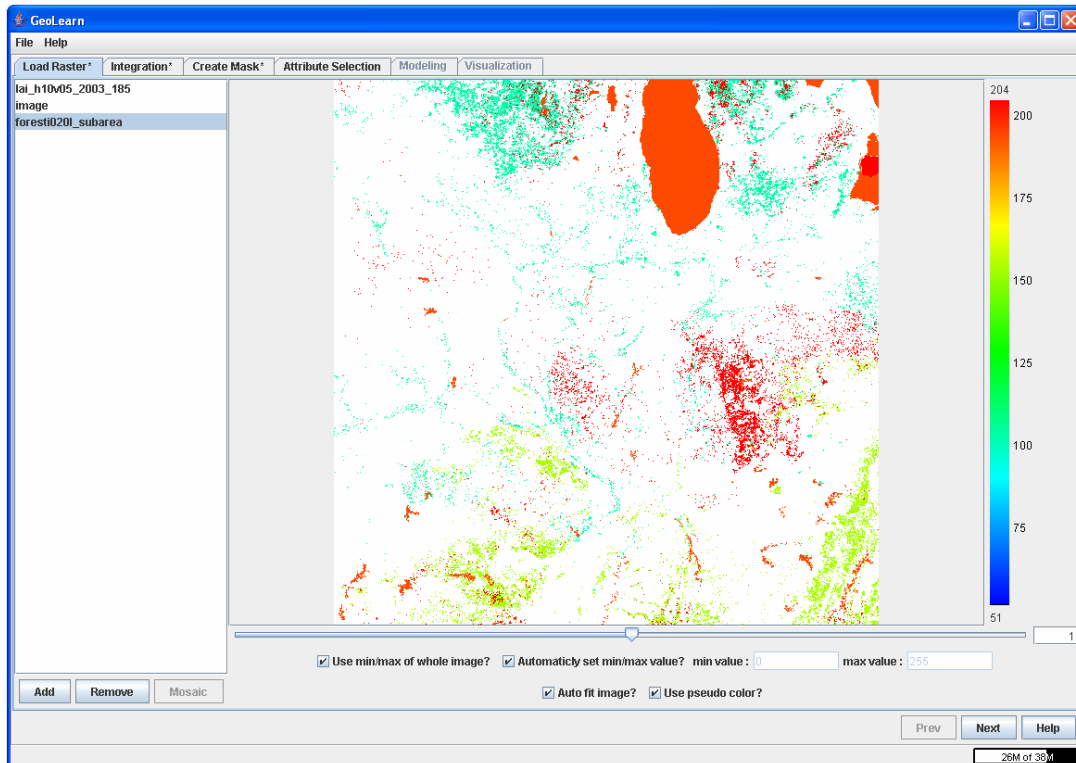 GeoLearn
File Help
Load Raster* Integration* Create Mask* Attribute Selection Modeling Visualization
lai_h10v05_2003_185
image
foresti020l_subarea
204
200
175
150
125
100
75
51
1
Use min/max of whole image? Automaticly set min/max value? min value : 0 max value : 255
Add Remove Mosaic
Auto fit image? Use pseudo color?
Prev Next Help
26M of 38M